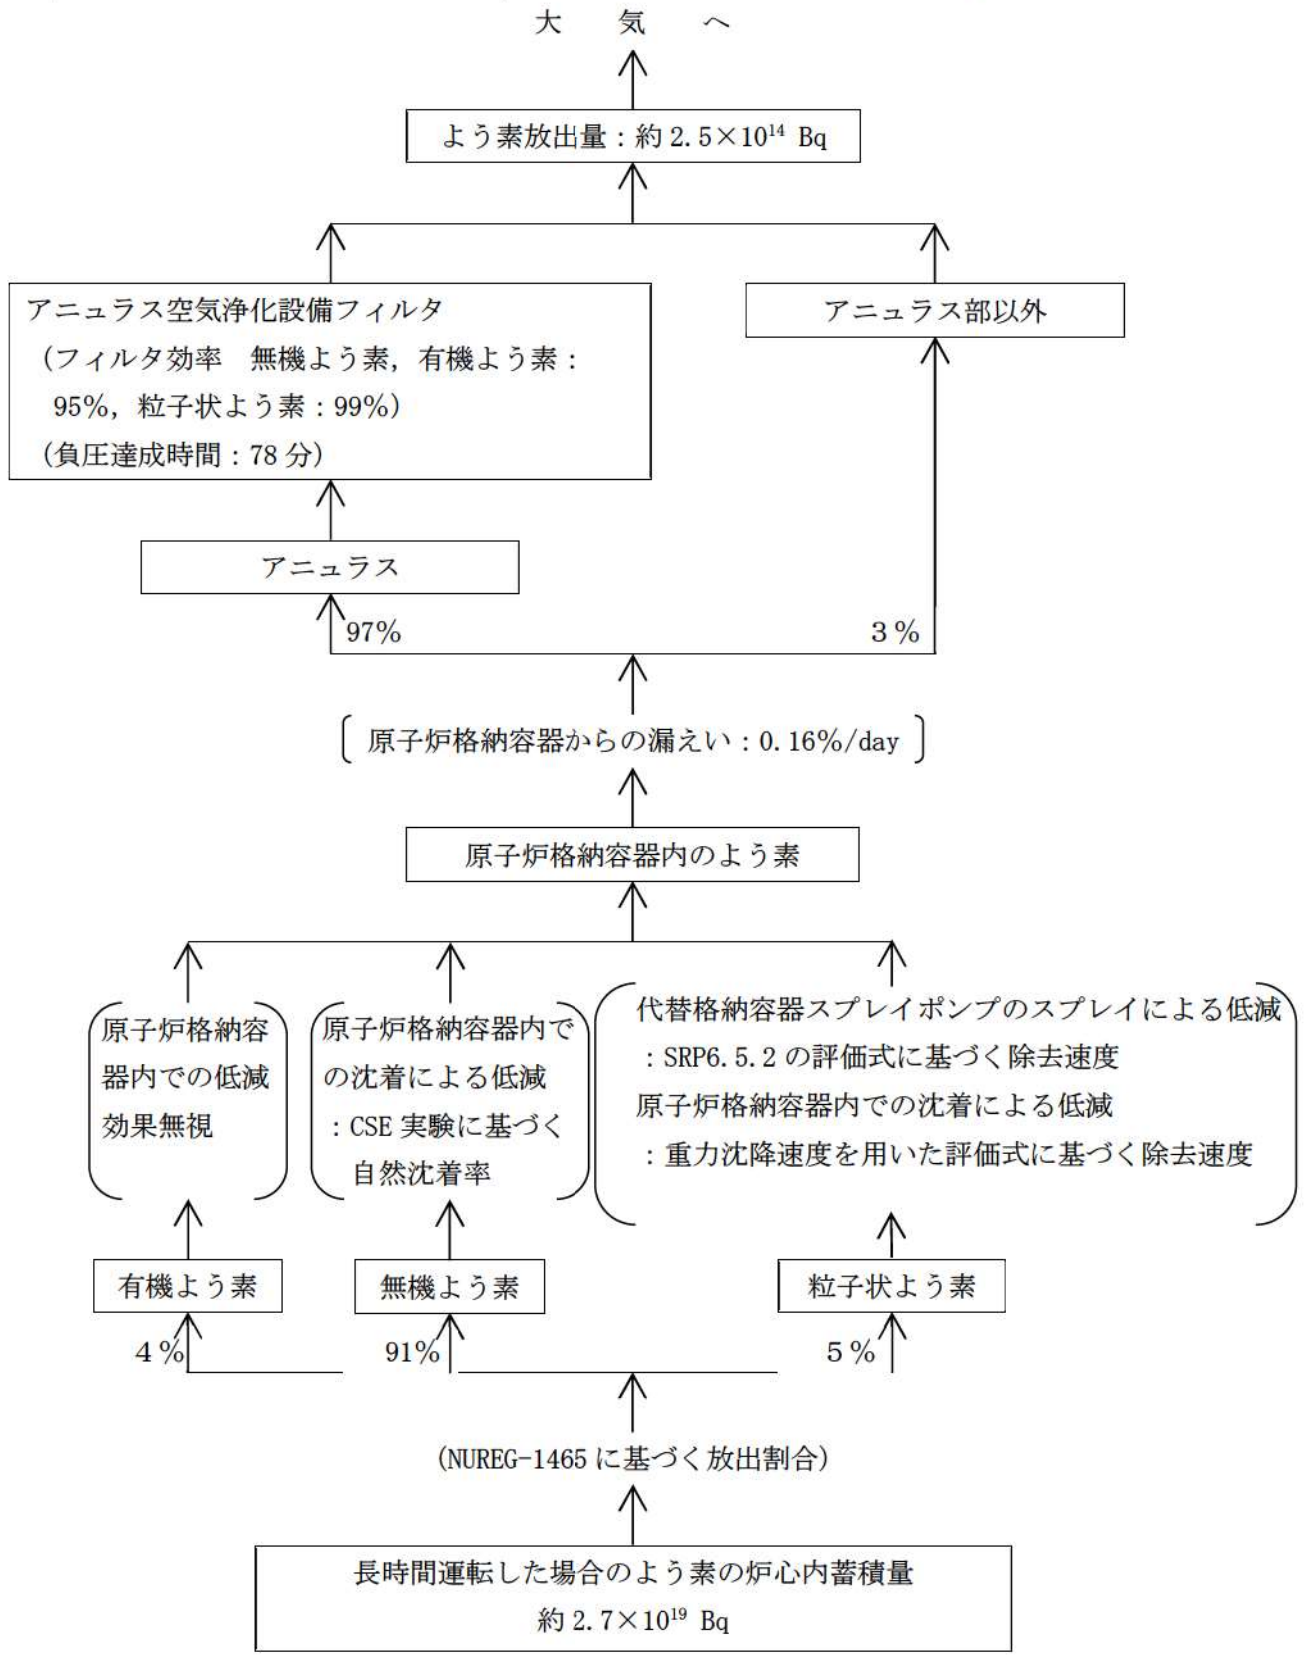 大　気　へ
よう素放出量：約2.5×10¹⁴ Bq
アニュラス空気浄化設備フィルタ
（フィルタ効率　無機よう素，有機よう素：
95%，粒子状よう素：99%）
（負圧達成時間：78分）
アニュラス部以外
アニュラス
97%
３%
原子炉格納容器からの漏えい：0.16%/day
原子炉格納容器内のよう素
原子炉格納容
器内での低減
効果無視
原子炉格納容器内で
の沈着による低減
：CSE実験に基づく
自然沈着率
代替格納容器スプレイポンプのスプレイによる低減
：SRP6.5.2の評価式に基づく除去速度
原子炉格納容器内での沈着による低減
：重力沈降速度を用いた評価式に基づく除去速度
有機よう素
無機よう素
粒子状よう素
４%
91%
５%
（NUREG-1465に基づく放出割合）
長時間運転した場合のよう素の炉心内蓄積量
約2.7×10¹⁹ Bq